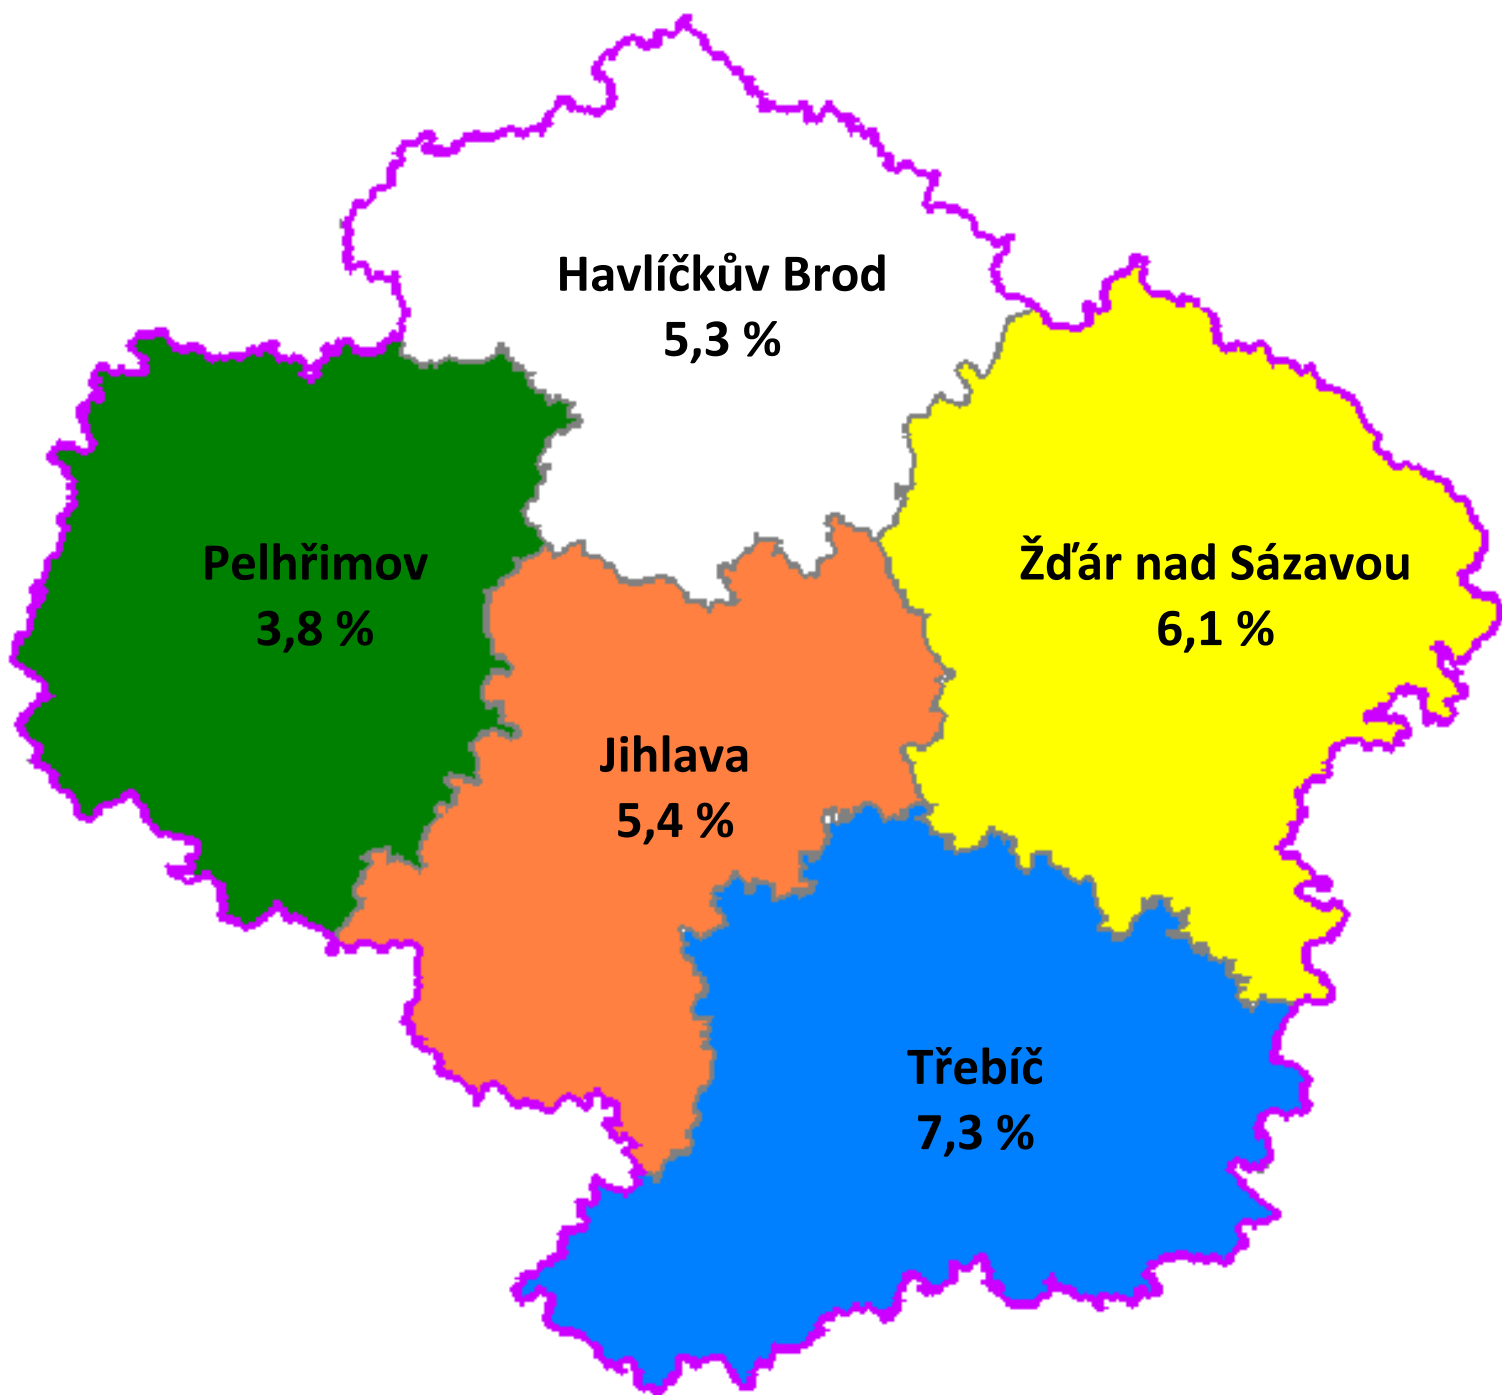 Havlíčkův Brod
5,3 %
Pelhřimov
3,8 %
Žďár nad Sázavou
6,1 %
Jihlava
5,4 %
Třebíč
7,3 %